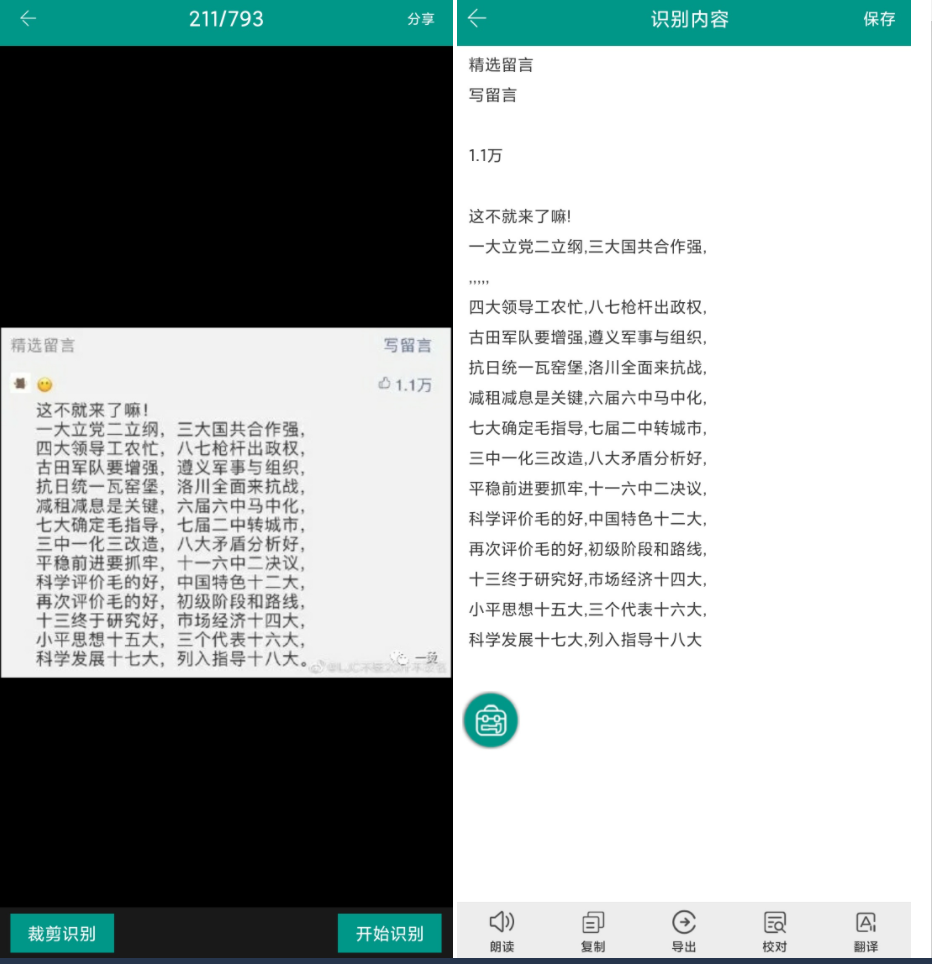 211/793
分享
精选留言
写留言
1.1万
这不就来了嘛!
一大立党二立纲，三大国共合作强，
四大领导工农忙，八七枪杆出政权，
古田军队要增强，遵义军事与组织，
抗日统一瓦窑堡，洛川全面来抗战，
减租减息是关键，六届六中马中化，
七大确定毛指导，七届二中转城市，
三中一化三改造，八大矛盾分析好，
平稳前进要抓牢，十一六中二决议，
科学评价毛的好，中国特色十二大，
再次评价毛的好，初级阶段和路线，
十三终于研究好，市场经济十四大，
小平思想十五大，三个代表十六大，
科学发展十七大，列入指导十八大。
裁剪识别
开始识别
识别内容
保存
精选留言
写留言
1.1万
这不就来了嘛!
一大立党二立纲,三大国共合作强,
,,,,,
四大领导工农忙,八七枪杆出政权,
古田军队要增强,遵义军事与组织,
抗日统一瓦窑堡,洛川全面来抗战,
减租减息是关键,六届六中马中化,
七大确定毛指导,七届二中转城市,
三中一化三改造,八大矛盾分析好,
平稳前进要抓牢,十一六中二决议,
科学评价毛的好,中国特色十二大,
再次评价毛的好,初级阶段和路线,
十三终于研究好,市场经济十四大,
小平思想十五大,三个代表十六大,
科学发展十七大,列入指导十八大
朗读
复制
导出
校对
翻译